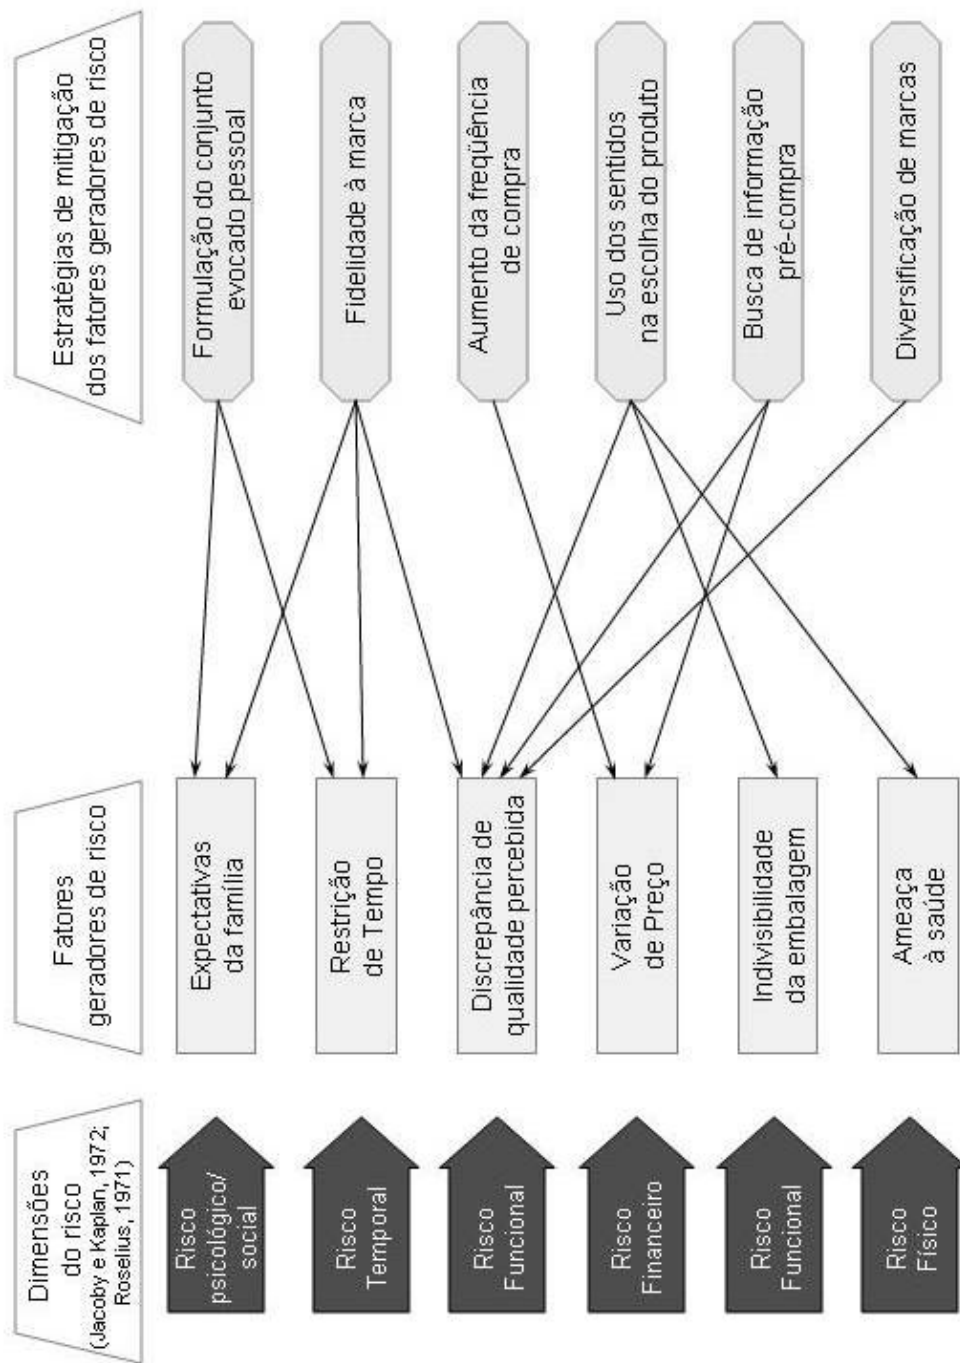 Dimensões
do risco
(Jacoby e Kaplan, 1972;
Roselius, 1971)
Fatores
geradores de risco
Estratégias de mitigação
dos fatores geradores de risco
Risco
psicológico/
social
Expectativas
da família
Formulação do conjunto
evocado pessoal
Risco
Temporal
Restrição
de Tempo
Fidelidade à marca
Risco
Funcional
Discrepância de
qualidade percebida
Aumento da freqüência
de compra
Risco
Financeiro
Variação
de Preço
Uso dos sentidos
na escolha do produto
Risco
Funcional
Indivisibilidade
da embalagem
Busca de informação
pré-compra
Risco
Físico
Ameaça
à saúde
Diversificação de marcas